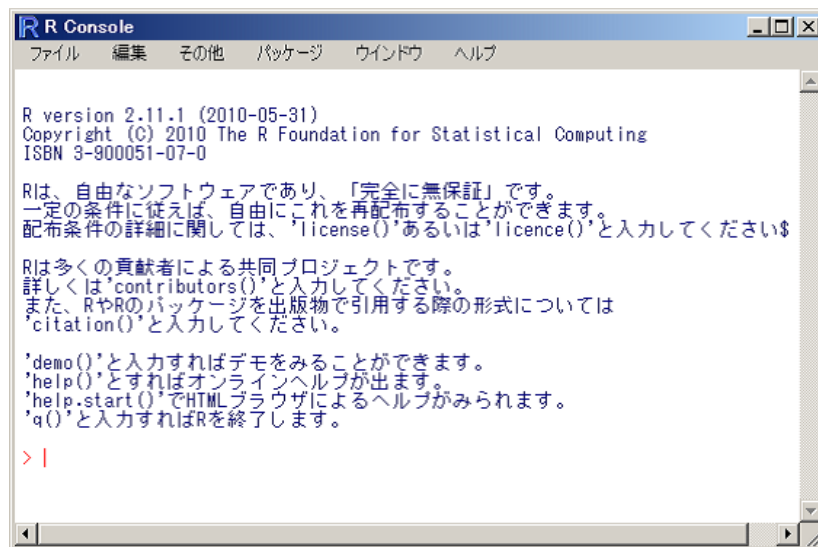 R Console
ファイル 編集 その他 パッケージ ウインドウ ヘルプ
R version 2.11.1 (2010-05-31)
Copyright (C) 2010 The R Foundation for Statistical Computing
ISBN 3-900051-07-0
Rは、自由なソフトウェアであり、「完全に無保証」です。
一定の条件に従えば、自由にこれを再配布することができます。
配布条件の詳細に関しては、'license()'あるいは'licence()'と入力してください$
Rは多くの貢献者による共同プロジェクトです。
詳しくは'contributors()'と入力してください。
また、RやRのパッケージを出版物で引用する際の形式については
'citation()'と入力してください。
'demo()'と入力すればデモをみることができます。
'help()'とすればオンラインヘルプが出ます。
'help.start()'でHTMLブラウザによるヘルプがみられます。
'q()'と入力すればRを終了します。
>